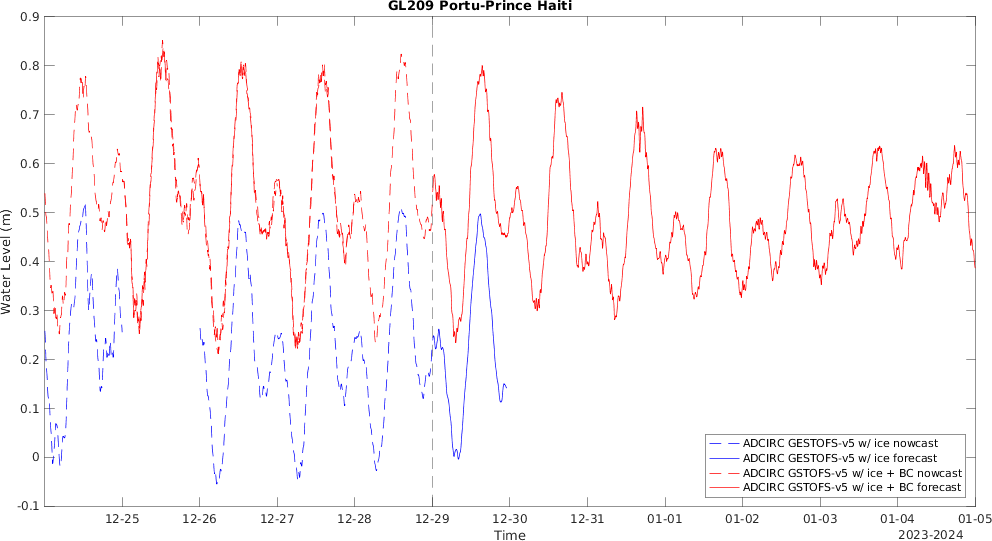 GL209 Portu-Prince Haiti
0.9
0.8
0.7
0.6
0.5
0.4
0.3
0.2
0.1
0
-0.1
Water Level (m)
ADCIRC GESTOFS-v5 w/ ice nowcast
ADCIRC GESTOFS-v5 w/ ice forecast
ADCIRC GSTOFS-v5 w/ ice + BC nowcast
ADCIRC GSTOFS-v5 w/ ice + BC forecast
12-25 12-26 12-27 12-28 12-29 12-30 12-31 01-01 01-02 01-03 01-04 01-05
Time
2023-2024